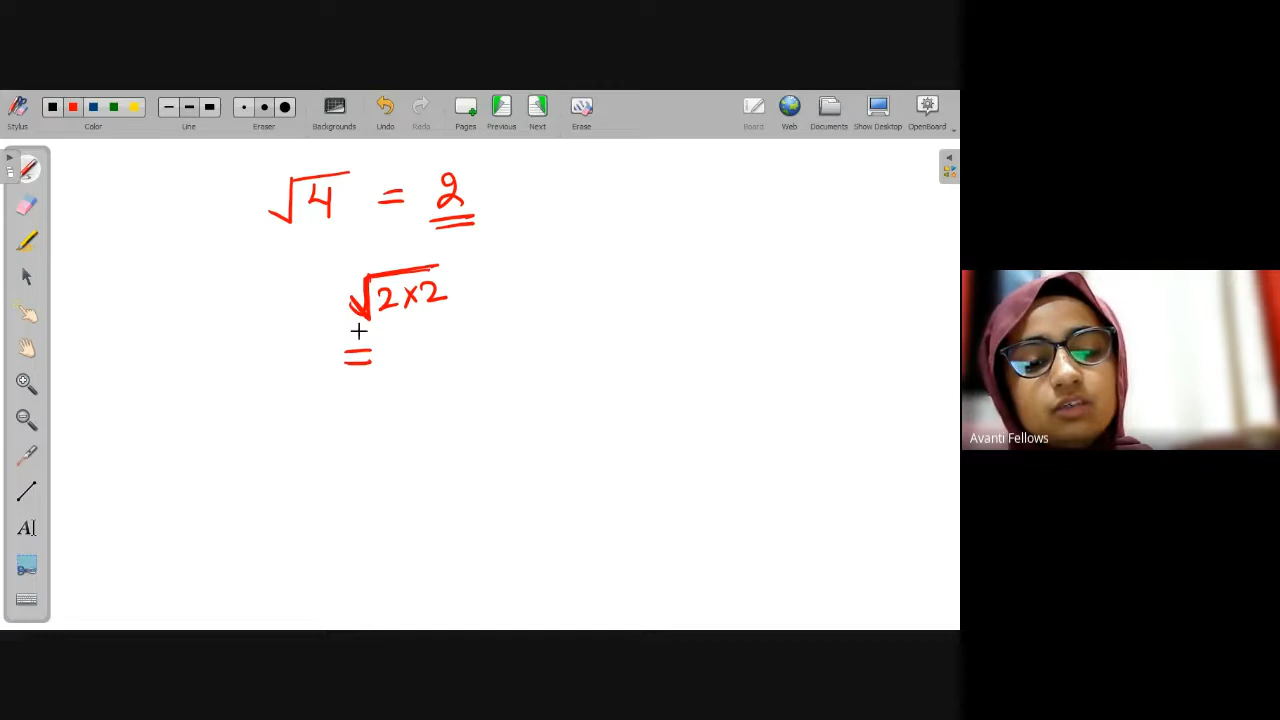 Stylus Color Line Eraser Backgrounds Undo Redo Pages Previous Next Erase Board Web Documents Show Desktop OpenBoard
√4 = 2
√2×2
=
Avanti Fellows